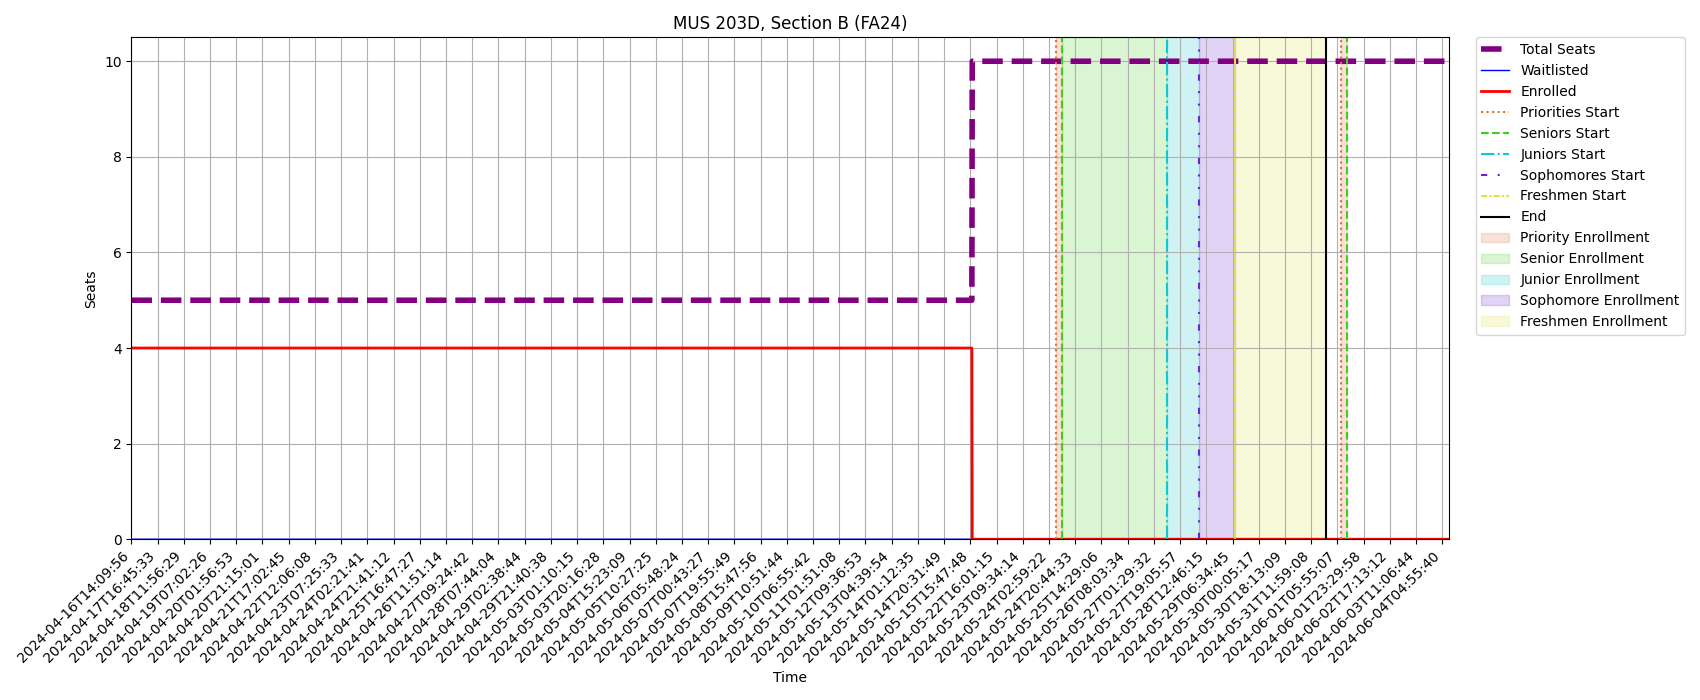 MUS 203D, Section B (FA24)
Seats
10
8
6
4
2
0
2024-04-16T14:09:56
2024-04-17T16:45:33
2024-04-18T11:56:29
2024-04-19T07:02:26
2024-04-20T01:56:53
2024-04-20T21:15:01
2024-04-21T17:02:45
2024-04-22T12:06:08
2024-04-23T07:25:33
2024-04-24T02:21:41
2024-04-24T21:41:12
2024-04-25T16:47:27
2024-04-26T11:51:14
2024-04-27T09:24:42
2024-04-28T07:44:04
2024-04-29T02:38:44
2024-04-29T21:40:38
2024-05-03T01:10:15
2024-05-03T20:16:28
2024-05-04T15:23:09
2024-05-05T10:27:25
2024-05-06T05:48:24
2024-05-07T00:43:27
2024-05-07T19:55:49
2024-05-08T15:47:56
2024-05-09T10:51:44
2024-05-10T06:55:42
2024-05-11T01:51:08
2024-05-12T09:36:53
2024-05-13T04:39:54
2024-05-14T01:12:35
2024-05-14T20:31:49
2024-05-15T15:47:48
2024-05-22T16:01:15
2024-05-23T09:34:14
2024-05-24T02:59:22
2024-05-24T20:44:33
2024-05-25T14:29:06
2024-05-26T08:03:34
2024-05-27T01:29:32
2024-05-27T19:05:57
2024-05-28T12:46:15
2024-05-29T06:34:45
2024-05-30T00:05:17
2024-05-30T18:13:09
2024-05-31T11:59:08
2024-06-01T05:55:07
2024-06-01T23:29:58
2024-06-02T17:13:12
2024-06-03T11:06:44
2024-06-04T04:55:40
Time
Total Seats
Waitlisted
Enrolled
Priorities Start
Seniors Start
Juniors Start
Sophomores Start
Freshmen Start
End
Priority Enrollment
Senior Enrollment
Junior Enrollment
Sophomore Enrollment
Freshmen Enrollment